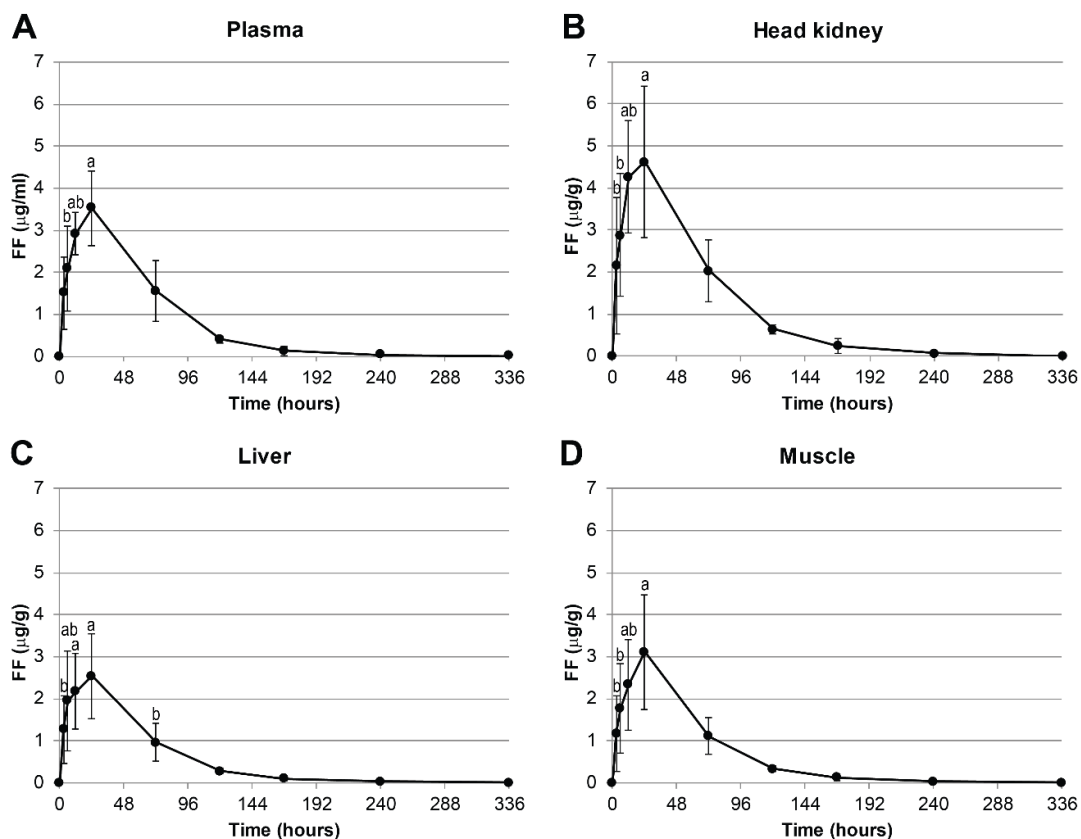 A Plasma
7
6
5
4
3
2
1
0
FF (µg/ml)
b
ab
a
0 48 96 144 192 240 288 336
Time (hours)
B Head kidney
7
6
5
4
3
2
1
0
FF (µg/g)
b
b
ab
a
0 48 96 144 192 240 288 336
Time (hours)
C Liver
7
6
5
4
3
2
1
0
FF (µg/g)
b
ab
a
a
b
0 48 96 144 192 240 288 336
Time (hours)
D Muscle
7
6
5
4
3
2
1
0
FF (µg/g)
b
b
ab
a
0 48 96 144 192 240 288 336
Time (hours)